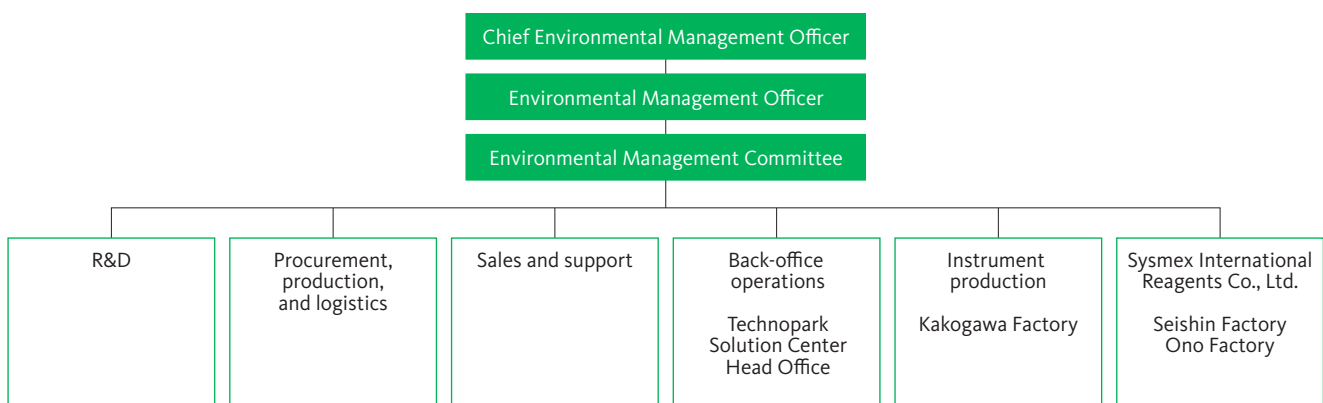 Chief Environmental Management Officer
Environmental Management Officer
Environmental Management Committee
R&D
Procurement,
production,
and logistics
Sales and support
Back-office
operations
Technopark
Solution Center
Head Office
Instrument
production
Kakogawa Factory
Sysmex International
Reagents Co., Ltd.
Seishin Factory
Ono Factory